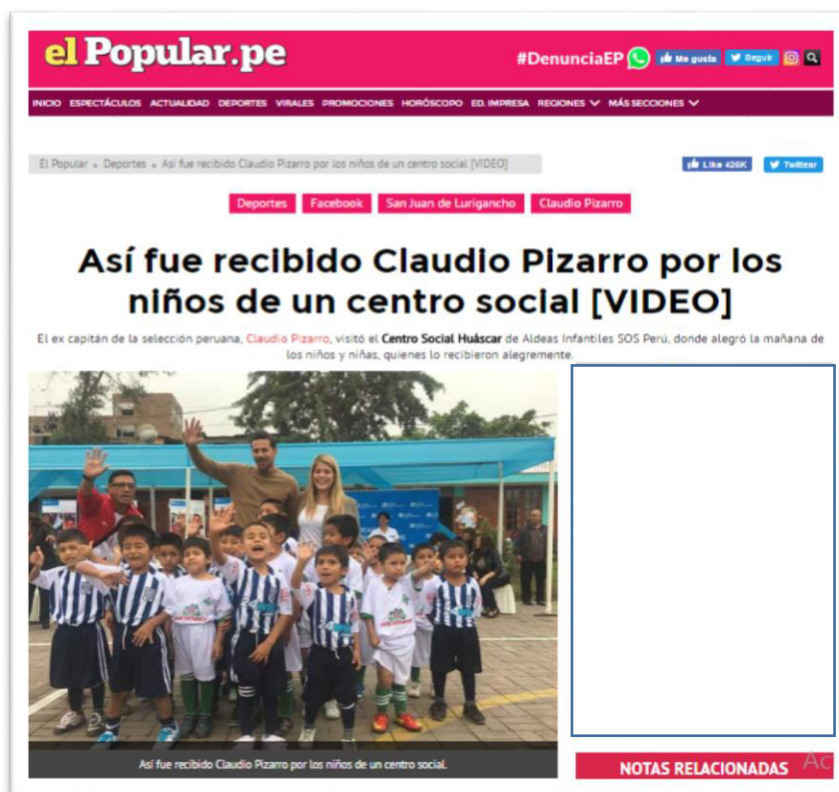 el Popular.pe
#DenunciaEP
Me gusta
Seguir
INICIO ESPECTÁCULOS ACTUALIDAD DEPORTES VIRALES PROMOCIONES HORÓSCOPO ED. IMPRESA REGIONES MÁS SECCIONES
El Popular » Deportes » Así fue recibido Claudio Pizarro por los niños de un centro social [VIDEO]
Like 426K
Twittear
Deportes Facebook San Juan de Lurigancho Claudio Pizarro
Así fue recibido Claudio Pizarro por los
niños de un centro social [VIDEO]
El ex capitán de la selección peruana, Claudio Pizarro, visitó el Centro Social Huáscar de Aldeas Infantiles SOS Perú, donde alegró la mañana de
los niños y niñas, quienes lo recibieron alegremente.
Así fue recibido Claudio Pizarro por los niños de un centro social.
NOTAS RELACIONADAS
Ac